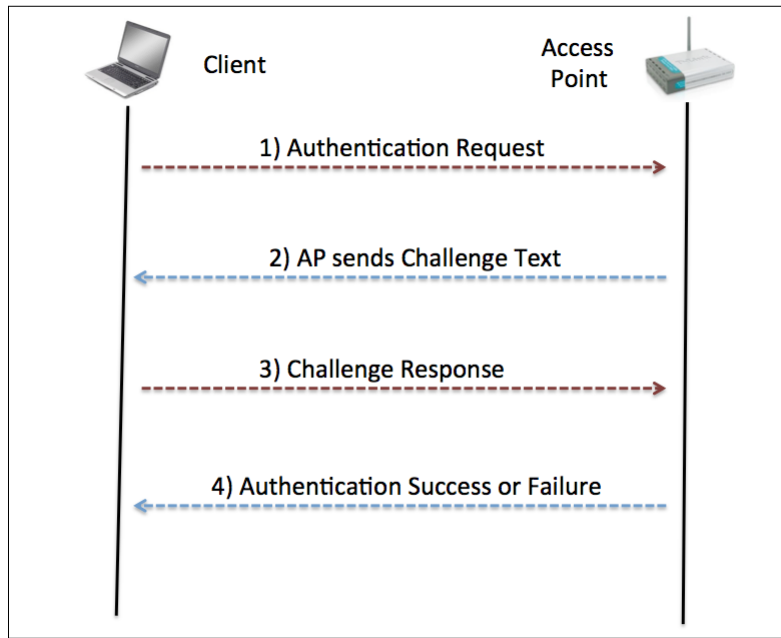 Client
Access
Point
1) Authentication Request
2) AP sends Challenge Text
3) Challenge Response
4) Authentication Success or Failure